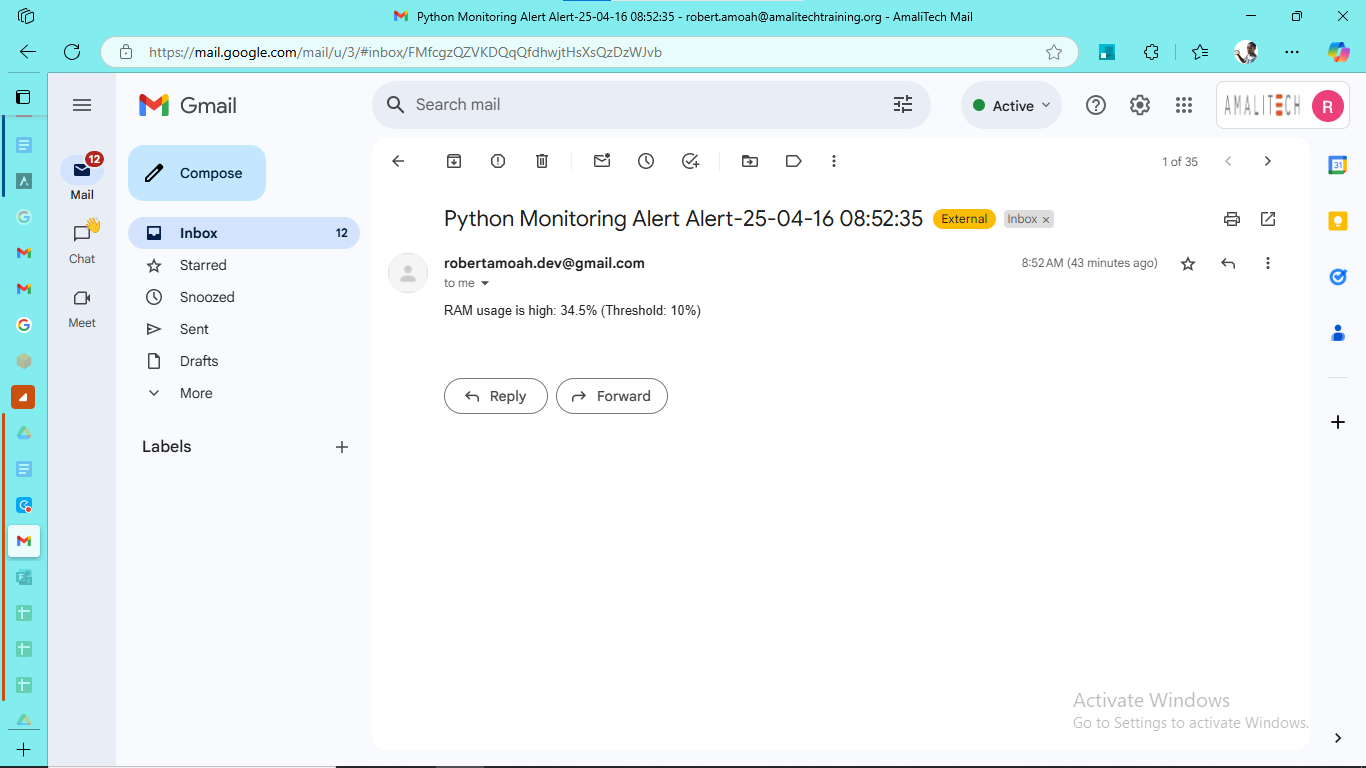 Python Monitoring Alert Alert-25-04-16 08:52:35 - robert.amoah@amalitechtraining.org - AmaliTech Mail
https://mail.google.com/mail/u/3/#inbox/FMfcgzQZVKDQqQfdhwjtHsXsQzDzWJvb
Gmail
Search mail
Active
AMALITECH
R
12
Mail
Chat
Meet
Compose
Inbox 12
Starred
Snoozed
Sent
Drafts
More
Labels
1 of 35
Python Monitoring Alert Alert-25-04-16 08:52:35 External Inbox ×
robertamoah.dev@gmail.com 8:52 AM (43 minutes ago)
to me
RAM usage is high: 34.5% (Threshold: 10%)
Reply Forward
31
Activate Windows
Go to Settings to activate Windows.